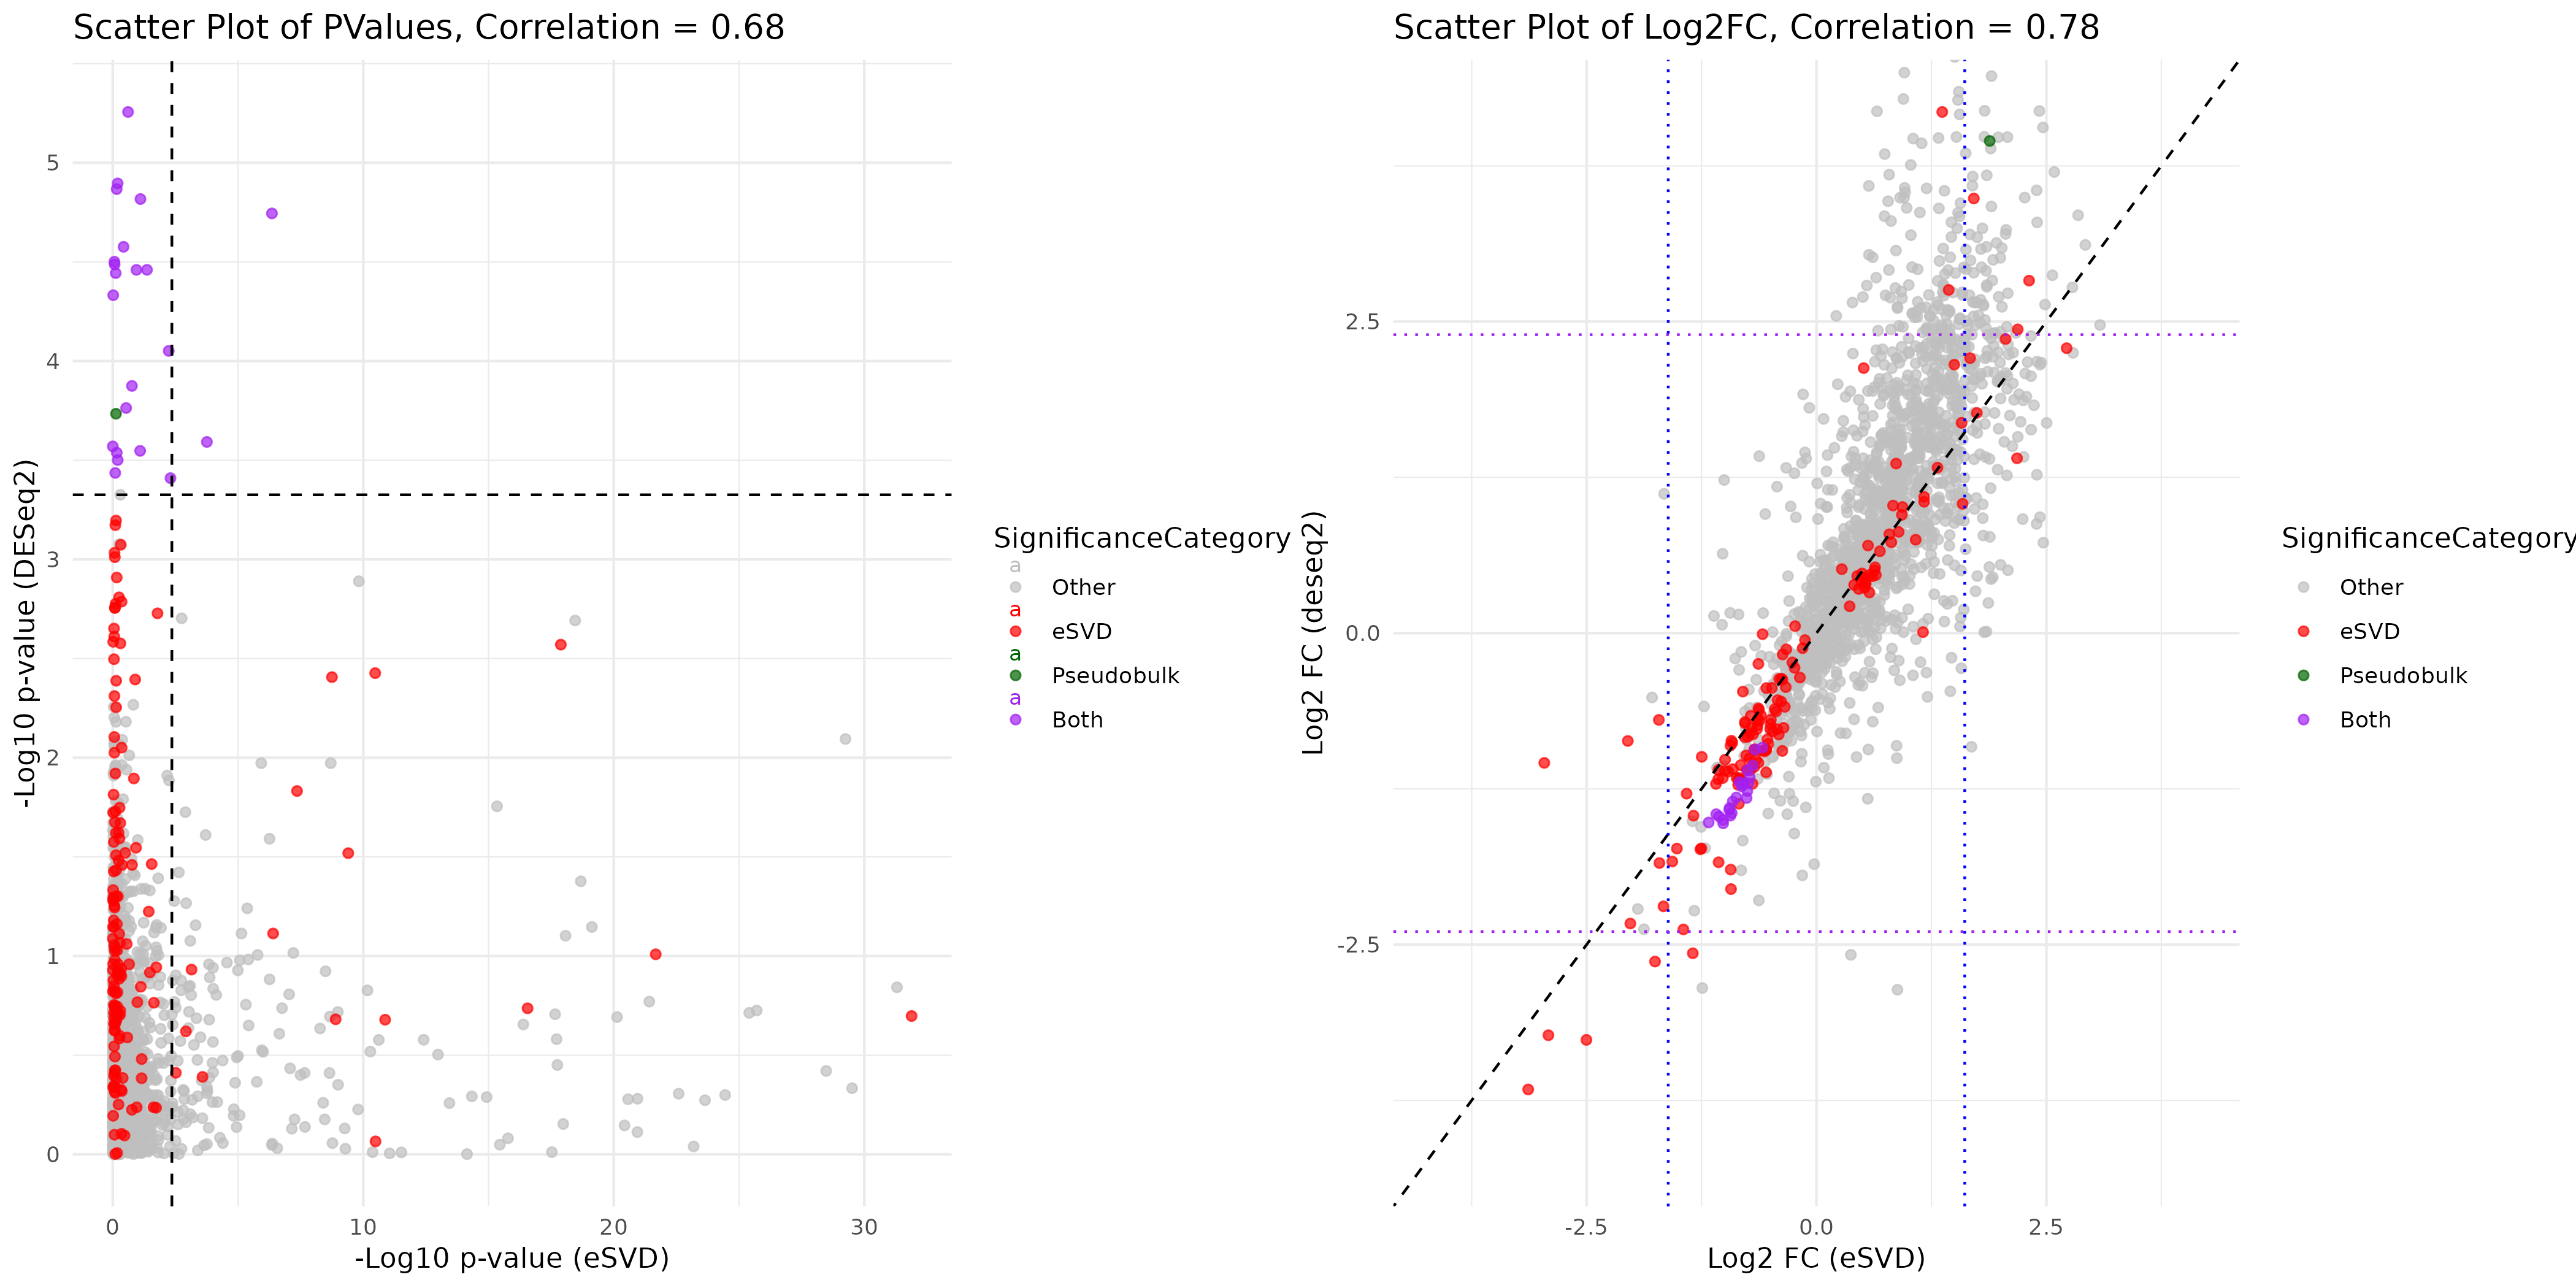 Scatter Plot of PValues, Correlation = 0.68
5
4
3
2
1
0
0 10 20 30
-Log10 p-value (DESeq2)
-Log10 p-value (eSVD)
SignificanceCategory
a
Other
a
eSVD
a
Pseudobulk
a
Both
Scatter Plot of Log2FC, Correlation = 0.78
2.5
0.0
-2.5
-2.5 0.0 2.5
Log2 FC (deseq2)
Log2 FC (eSVD)
SignificanceCategory
Other
eSVD
Pseudobulk
Both